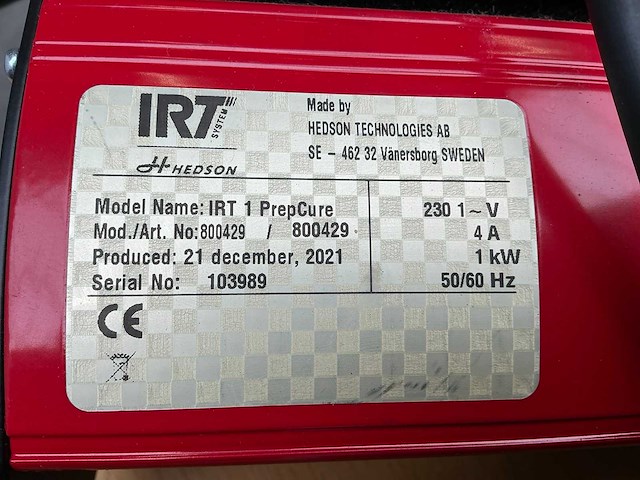 IRT
SYSTEM
HEDSON
Made by
HEDSON TECHNOLOGIES AB
SE - 462 32 Vänersborg SWEDEN
Model Name: IRT 1 PrepCure
230 1~ V
Mod./Art. No: 800429 / 800429
4 A
Produced: 21 december, 2021
1 kW
Serial No: 103989
50/60 Hz
CE